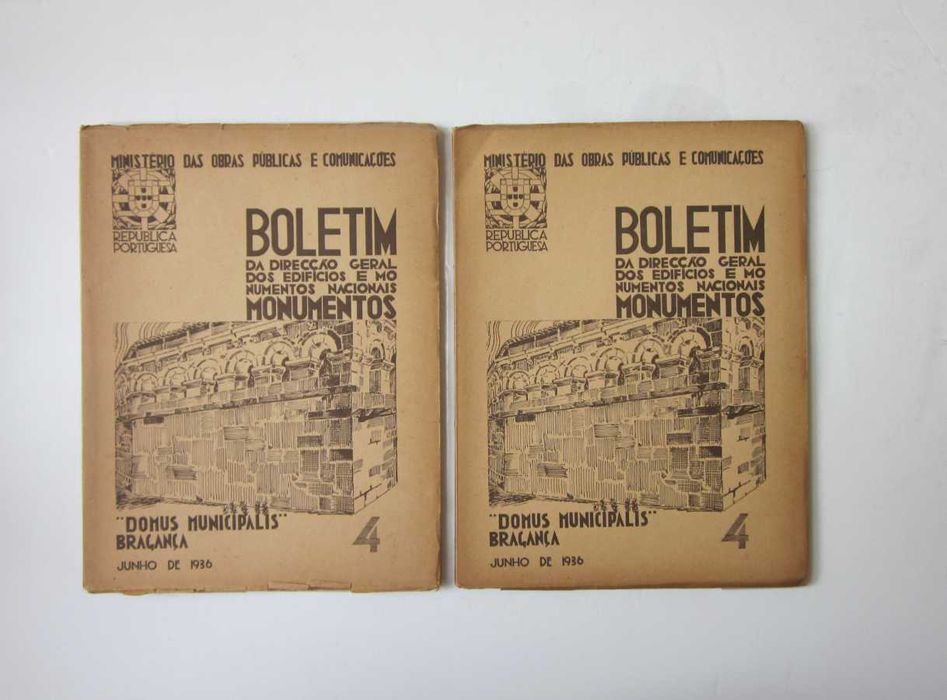 MINISTÉRIO DAS OBRAS PÚBLICAS E COMUNICAÇÕES
REPÚBLICA
PORTUGUESA
BOLETIM
DA DIRECÇÃO GERAL
DOS EDIFÍCIOS E MO
NUMENTOS NACIONAIS
MONUMENTOS
"DOMUS MUNICIPALIS"
BRAGANÇA
4
JUNHO DE 1936
MINISTÉRIO DAS OBRAS PÚBLICAS E COMUNICAÇÕES
REPÚBLICA
PORTUGUESA
BOLETIM
DA DIRECÇÃO GERAL
DOS EDIFÍCIOS E MO
NUMENTOS NACIONAIS
MONUMENTOS
"DOMUS MUNICIPALIS"
BRAGANÇA
4
JUNHO DE 1936